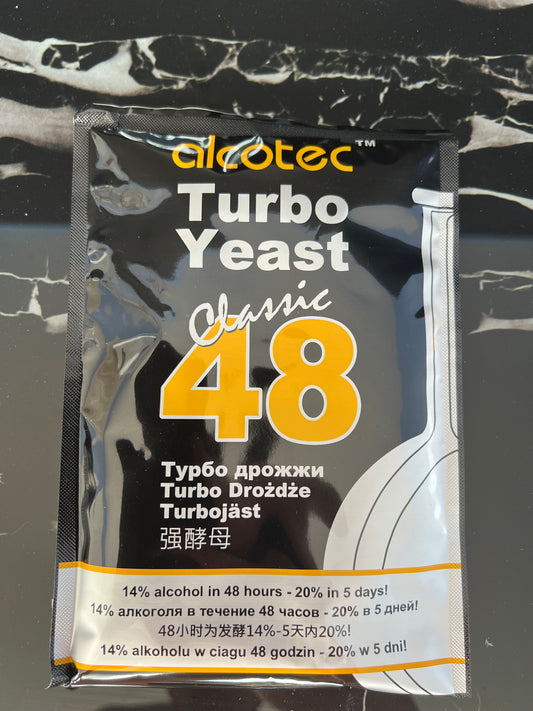 alcotec™
Turbo
Yeast
Classic
48
Турбо дрожжи
Turbo Drożdże
Turbojäst
强酵母
14% alcohol in 48 hours - 20% in 5 days!
14% алкоголя в течение 48 часов - 20% в 5 дней!
48小时为发酵14%-5天内20%!
14% alkoholu w ciagu 48 godzin - 20% w 5 dni!